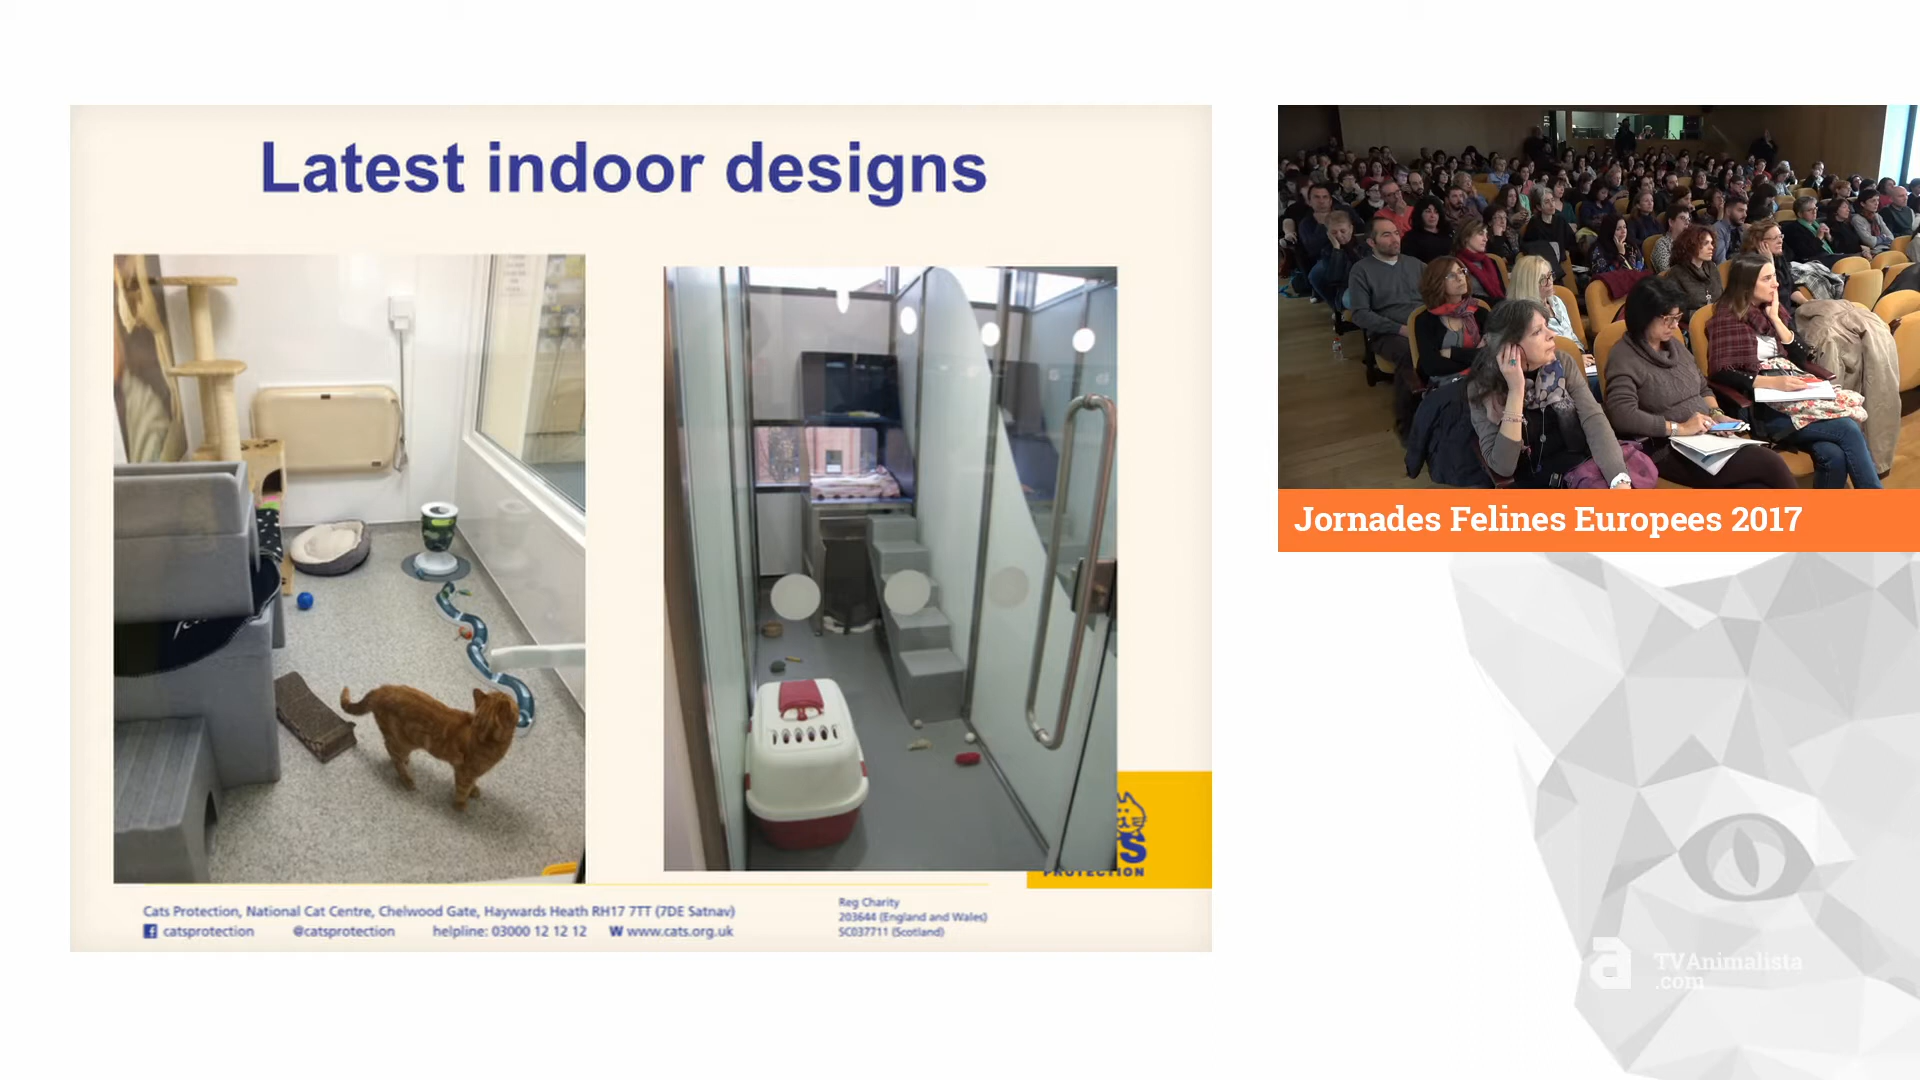 Latest indoor designs
S
PROTECTION
Cats Protection, National Cat Centre, Chelwood Gate, Haywards Heath RH17 7TT (7DE Satnav)
catsprotection @catsprotection helpline: 03000 12 12 12 W www.cats.org.uk
Reg Charity
203644 (England and Wales)
SC037711 (Scotland)
Jornades Felines Europees 2017
a TVAnimalista
.com